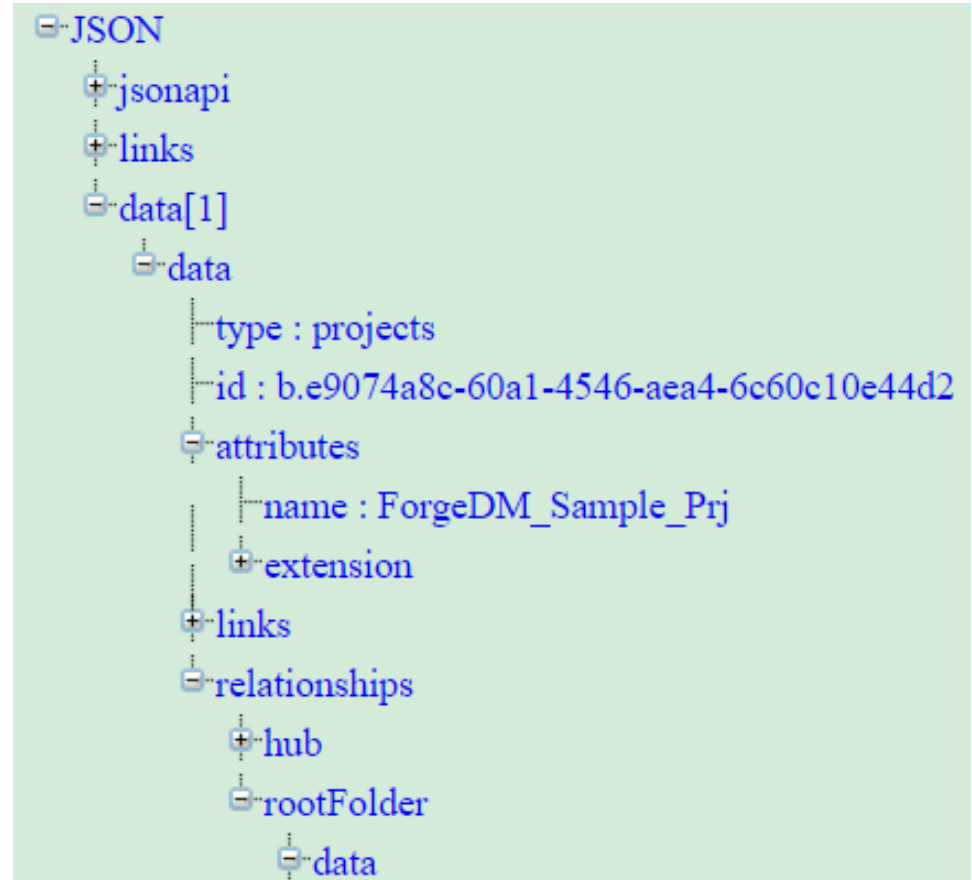 JSON
jsonapi
links
data[1]
data
type : projects
id : b.e9074a8c-60a1-4546-aea4-6c60c10e44d2
attributes
name : ForgeDM_Sample_Prj
extension
links
relationships
hub
rootFolder
data